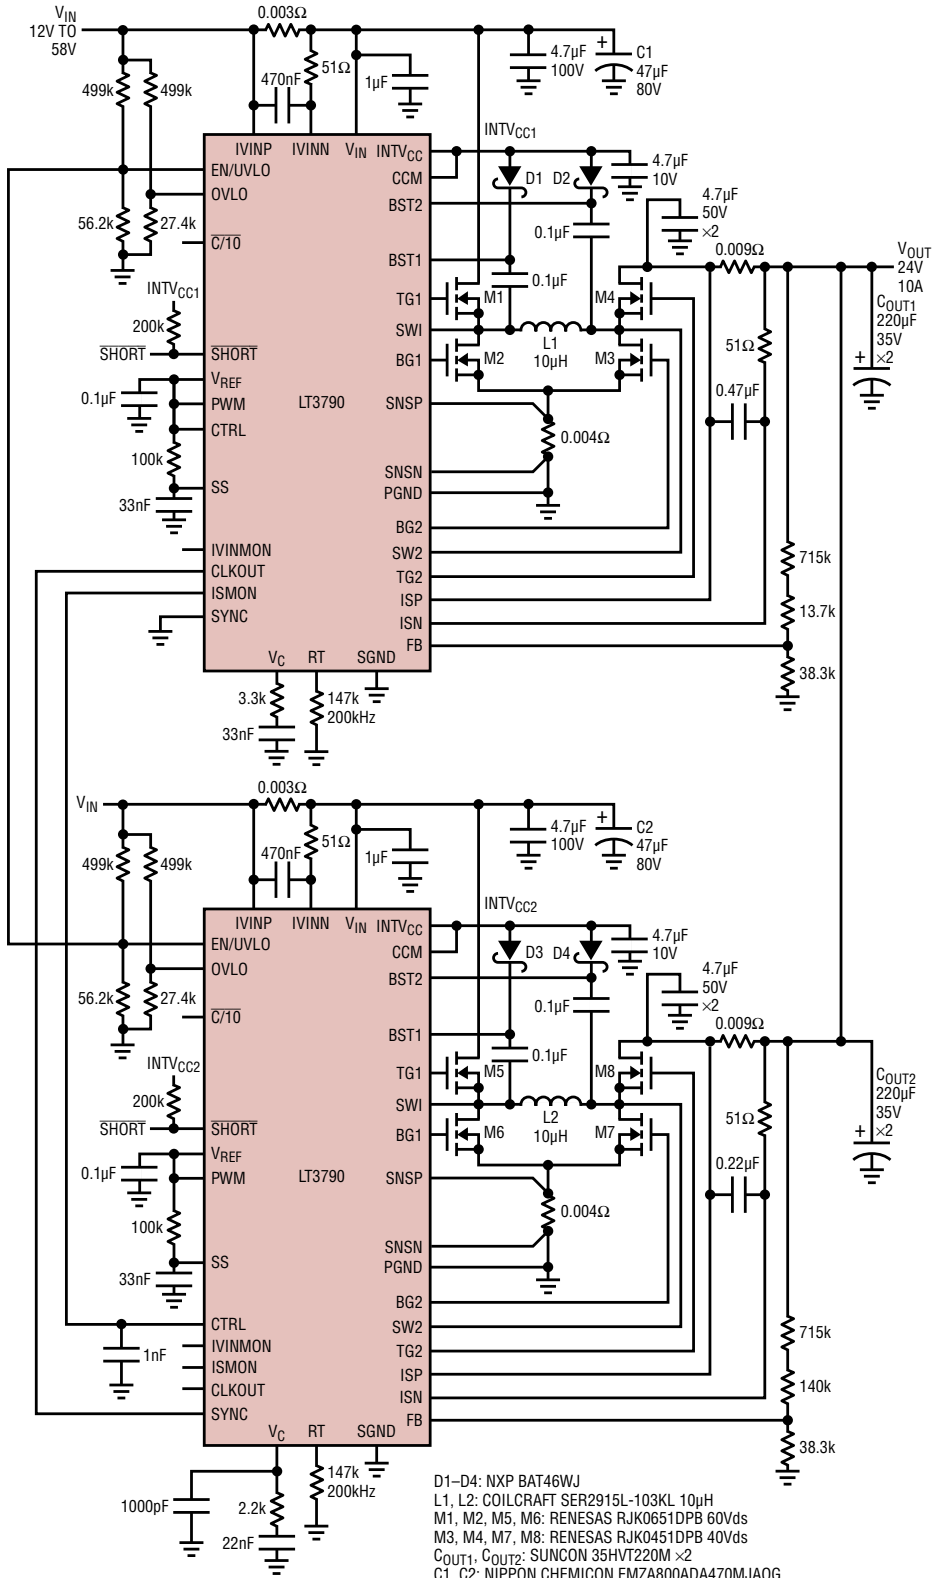 VIN
12V TO
58V
0.003Ω
499k
499k
470nF
51Ω
1µF
4.7µF
100V
+
C1
47µF
80V
INTVCC1
IVINP
IVINN
VIN
INTVCC
EN/UVLO
CCM
OVLO
BST2
D1
D2
4.7µF
10V
4.7µF
50V
×2
56.2k
27.4k
C/10
0.1µF
0.009Ω
VOUT
24V
10A
BST1
0.1µF
INTVCC1
200k
TG1
M1
M4
COUT1
220µF
35V
×2
+
SWI
L1
10µH
51Ω
SHORT
SHORT
BG1
M2
M3
VREF
0.1µF
PWM
LT3790
SNSP
0.47µF
CTRL
0.004Ω
100k
SNSN
SS
PGND
33nF
BG2
IVINMON
SW2
CLKOUT
TG2
715k
ISMON
ISP
SYNC
ISN
13.7k
FB
VC
RT
SGND
38.3k
3.3k
147k
200kHz
33nF
VIN
0.003Ω
499k
499k
470nF
51Ω
1µF
4.7µF
100V
+
C2
47µF
80V
INTVCC2
IVINP
IVINN
VIN
INTVCC
EN/UVLO
CCM
OVLO
BST2
D3
D4
4.7µF
10V
4.7µF
50V
×2
56.2k
27.4k
C/10
0.1µF
0.009Ω
BST1
0.1µF
INTVCC2
200k
TG1
M5
M8
COUT2
220µF
35V
×2
+
SWI
L2
10µH
51Ω
SHORT
SHORT
BG1
M6
M7
VREF
0.1µF
PWM
LT3790
SNSP
0.22µF
0.004Ω
100k
SNSN
SS
PGND
33nF
BG2
CTRL
SW2
1nF
IVINMON
TG2
715k
ISMON
ISP
CLKOUT
ISN
140k
SYNC
FB
VC
RT
SGND
38.3k
147k
200kHz
1000pF
2.2k
22nF
D1–D4: NXP BAT46WJ
L1, L2: COILCRAFT SER2915L-103KL 10µH
M1, M2, M5, M6: RENESAS RJK0651DPB 60Vds
M3, M4, M7, M8: RENESAS RJK0451DPB 40Vds
COUT1, COUT2: SUNCON 35HVT220M ×2
C1, C2: NIPPON CHEMICON EMZA800ADA470MJAOG